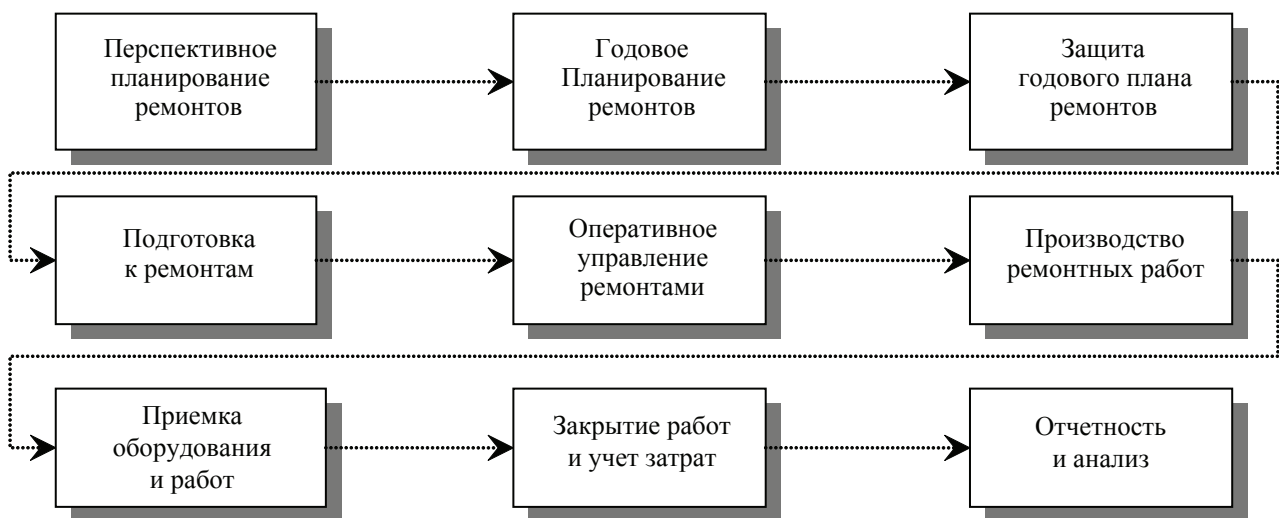 Перспективное
планирование
ремонтов
Годовое
Планирование
ремонтов
Защита
годового плана
ремонтов
Подготовка
к ремонтам
Оперативное
управление
ремонтами
Производство
ремонтных работ
Приемка
оборудования
и работ
Закрытие работ
и учет затрат
Отчетность
и анализ